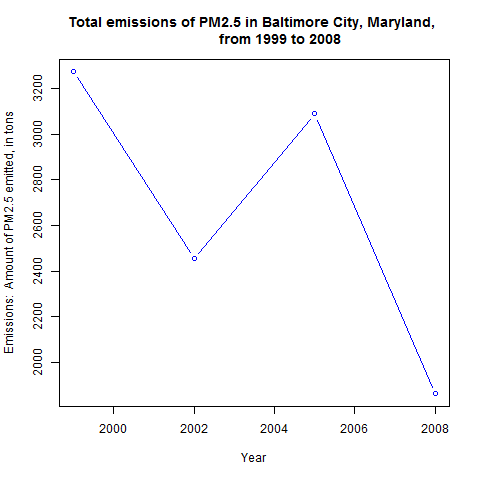 Total emissions of PM2.5 in Baltimore City, Maryland,
from 1999 to 2008
Emissions:  Amount of PM2.5 emitted, in tons
3200
3000
2800
2600
2400
2200
2000
2000 2002 2004 2006 2008
Year